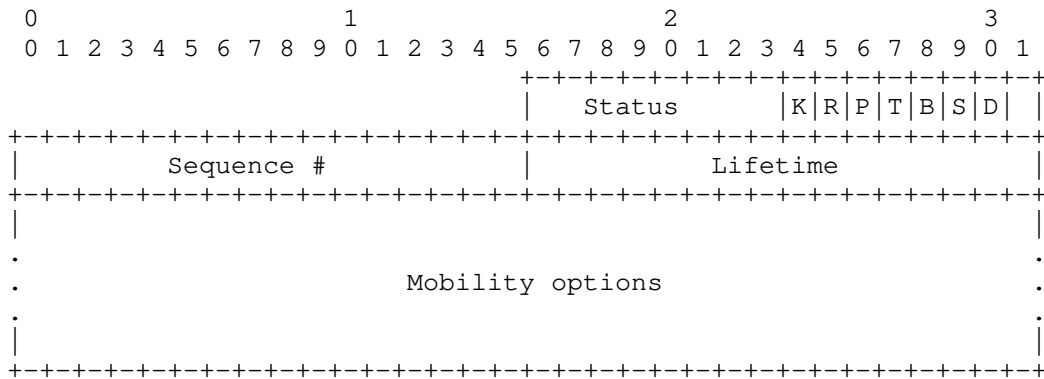 0                   1                   2                   3
 0 1 2 3 4 5 6 7 8 9 0 1 2 3 4 5 6 7 8 9 0 1 2 3 4 5 6 7 8 9 0 1
                                +-+-+-+-+-+-+-+-+-+-+-+-+-+-+-+-+
                                |   Status      |K|R|P|T|B|S|D| |
+-+-+-+-+-+-+-+-+-+-+-+-+-+-+-+-+-+-+-+-+-+-+-+-+-+-+-+-+-+-+-+-+
|         Sequence #            |           Lifetime            |
+-+-+-+-+-+-+-+-+-+-+-+-+-+-+-+-+-+-+-+-+-+-+-+-+-+-+-+-+-+-+-+-+
|                                                               |
.                                                               .
.                        Mobility options                       .
.                                                               .
|                                                               |
+-+-+-+-+-+-+-+-+-+-+-+-+-+-+-+-+-+-+-+-+-+-+-+-+-+-+-+-+-+-+-+-+